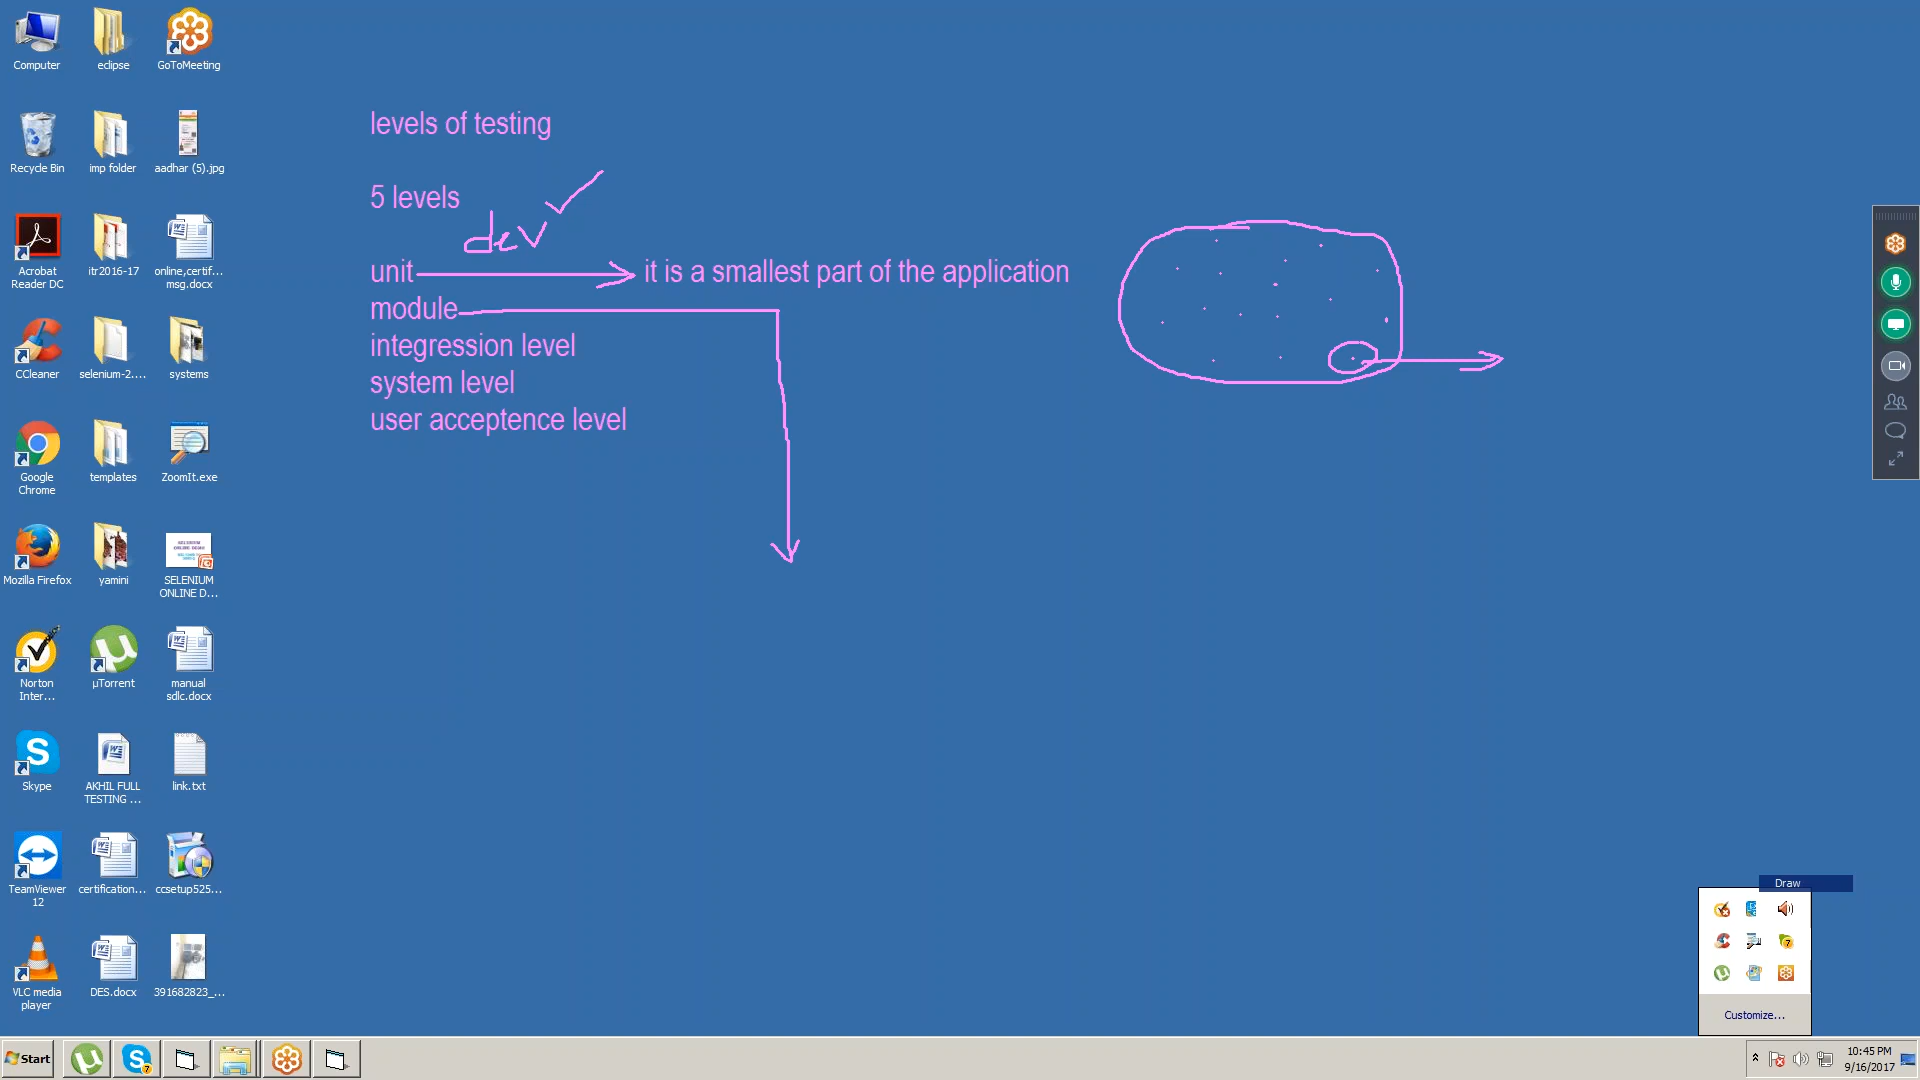 Computer
eclipse
GoToMeeting
Recycle Bin
imp folder
aadhar (5).jpg
Acrobat
Reader DC
itr2016-17
online,certif...
msg.docx
CCleaner
selenium-2....
systems
Google
Chrome
templates
ZoomIt.exe
Mozilla Firefox
yamini
SELENIUM
ONLINE D...
Norton
Inter...
µTorrent
manual
sdlc.docx
Skype
AKHIL FULL
TESTING ...
link.txt
TeamViewer
12
certification...
ccsetup525...
VLC media
player
DES.docx
391682823_...
levels of testing
5 levels
dev
unit
it is a smallest part of the application
module
integression level
system level
user acceptence level
Draw
Customize...
Start
10:45 PM
9/16/2017